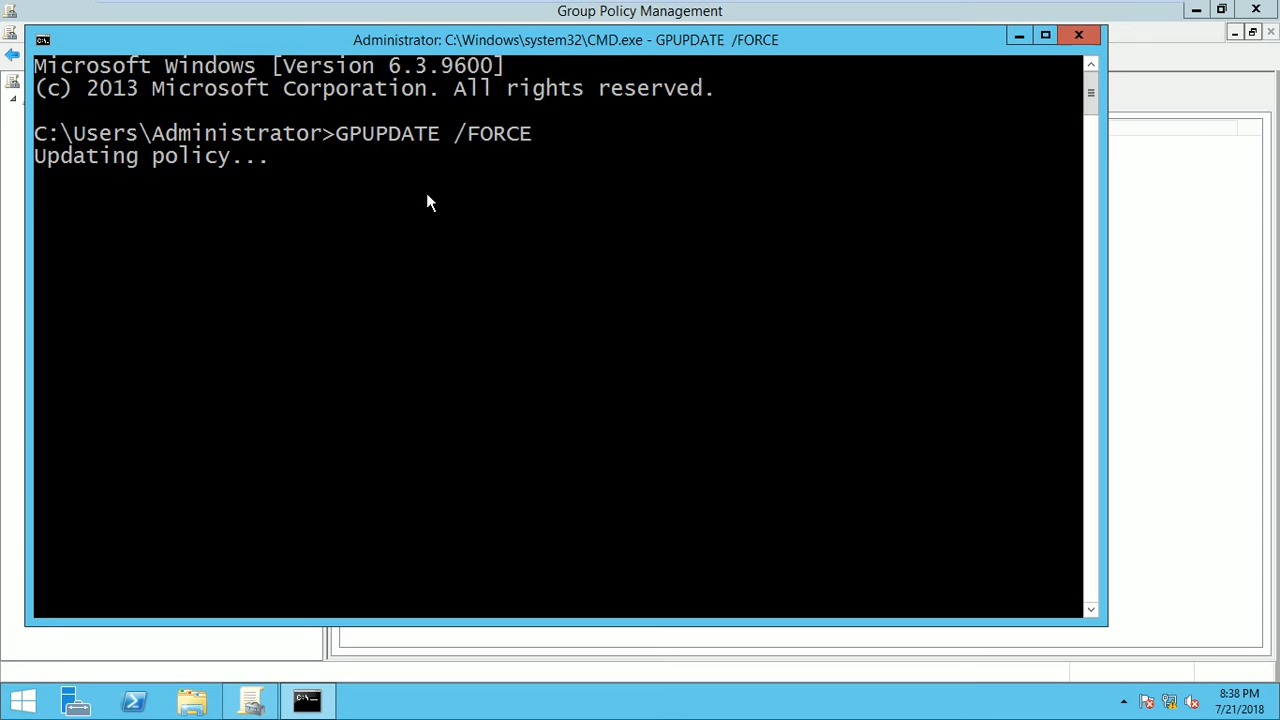 Group Policy Management
Administrator: C:\Windows\system32\CMD.exe - GPUPDATE /FORCE
Microsoft Windows [Version 6.3.9600]
(c) 2013 Microsoft Corporation. All rights reserved.
C:\Users\Administrator>GPUPDATE /FORCE
Updating policy...
8:38 PM
7/21/2018